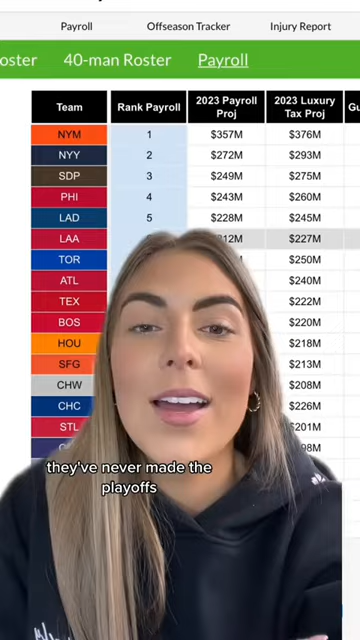 Payroll Offseason Tracker Injury Report
oster 40-man Roster Payroll
Team Rank Payroll 2023 Payroll Proj 2023 Luxury Tax Proj Gu
NYM 1 $357M $376M
NYY 2 $272M $293M
SDP 3 $249M $275M
PHI 4 $243M $260M
LAD 5 $228M $245M
LAA 212M $227M
TOR $250M
ATL $240M
TEX $222M
BOS $220M
HOU $218M
SFG $213M
CHW $208M
CHC $226M
STL $201M
98M
they've never made the
playoffs